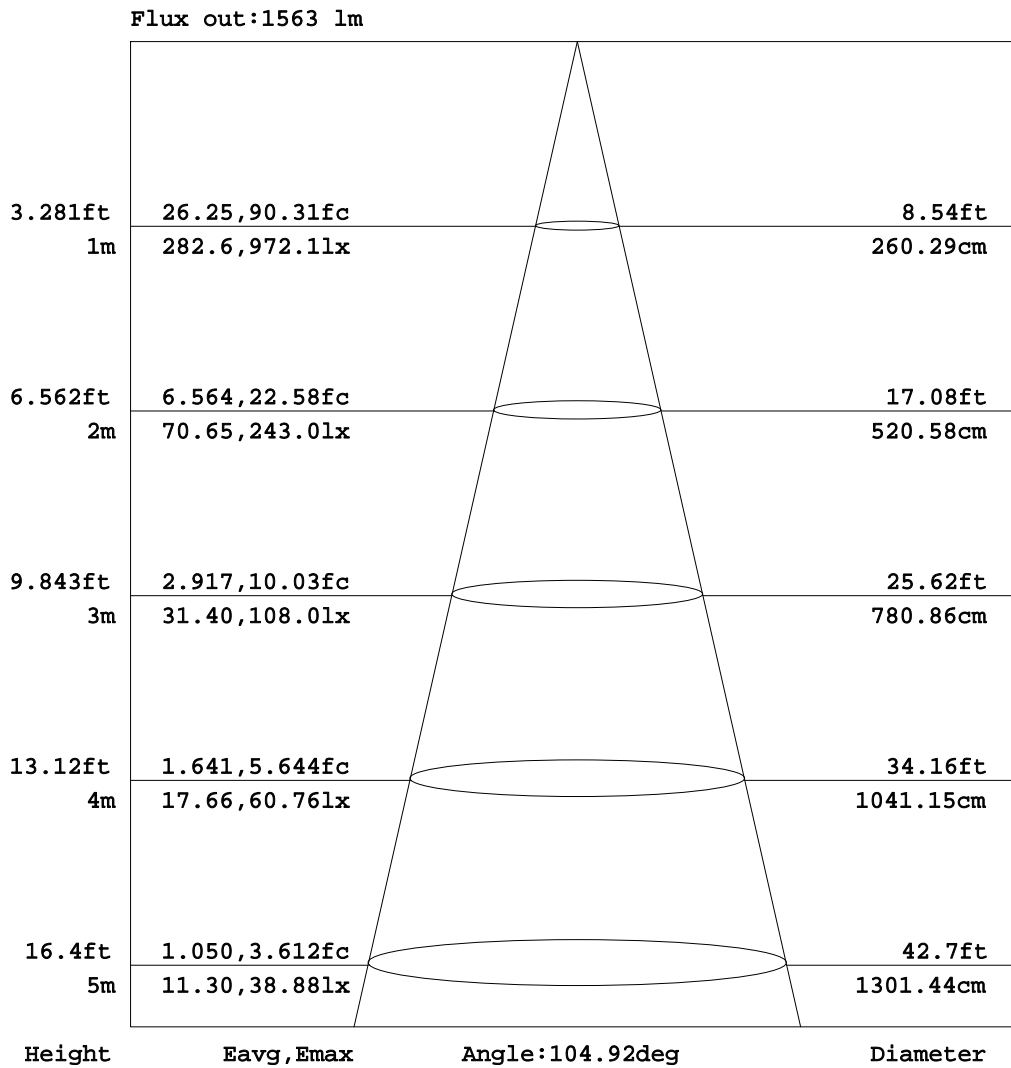 Flux out:1563 lm
3.281ft 26.25,90.31fc 8.54ft
1m 282.6,972.1lx 260.29cm
6.562ft 6.564,22.58fc 17.08ft
2m 70.65,243.0lx 520.58cm
9.843ft 2.917,10.03fc 25.62ft
3m 31.40,108.0lx 780.86cm
13.12ft 1.641,5.644fc 34.16ft
4m 17.66,60.76lx 1041.15cm
16.4ft 1.050,3.612fc 42.7ft
5m 11.30,38.88lx 1301.44cm
Height Eavg,Emax Angle:104.92deg Diameter